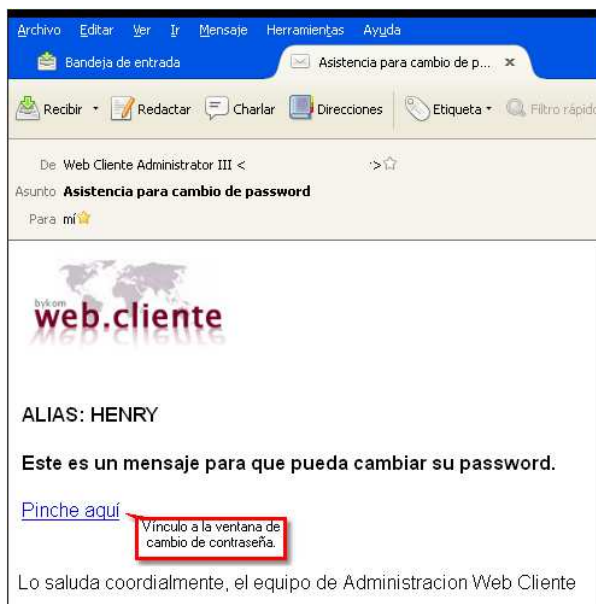 Archivo Editar Ver Ir Mensaje Herramientas Ayuda
Bandeja de entrada Asistencia para cambio de p... ×
Recibir Redactar Charlar Direcciones Etiqueta Filtro rápido
De Web Cliente Administrator III < >
Asunto Asistencia para cambio de password
Para mí
bykom
web.cliente
ALIAS: HENRY
Este es un mensaje para que pueda cambiar su password.
Pinche aquí
Vínculo a la ventana de
cambio de contraseña.
Lo saluda coordialmente, el equipo de Administracion Web Cliente